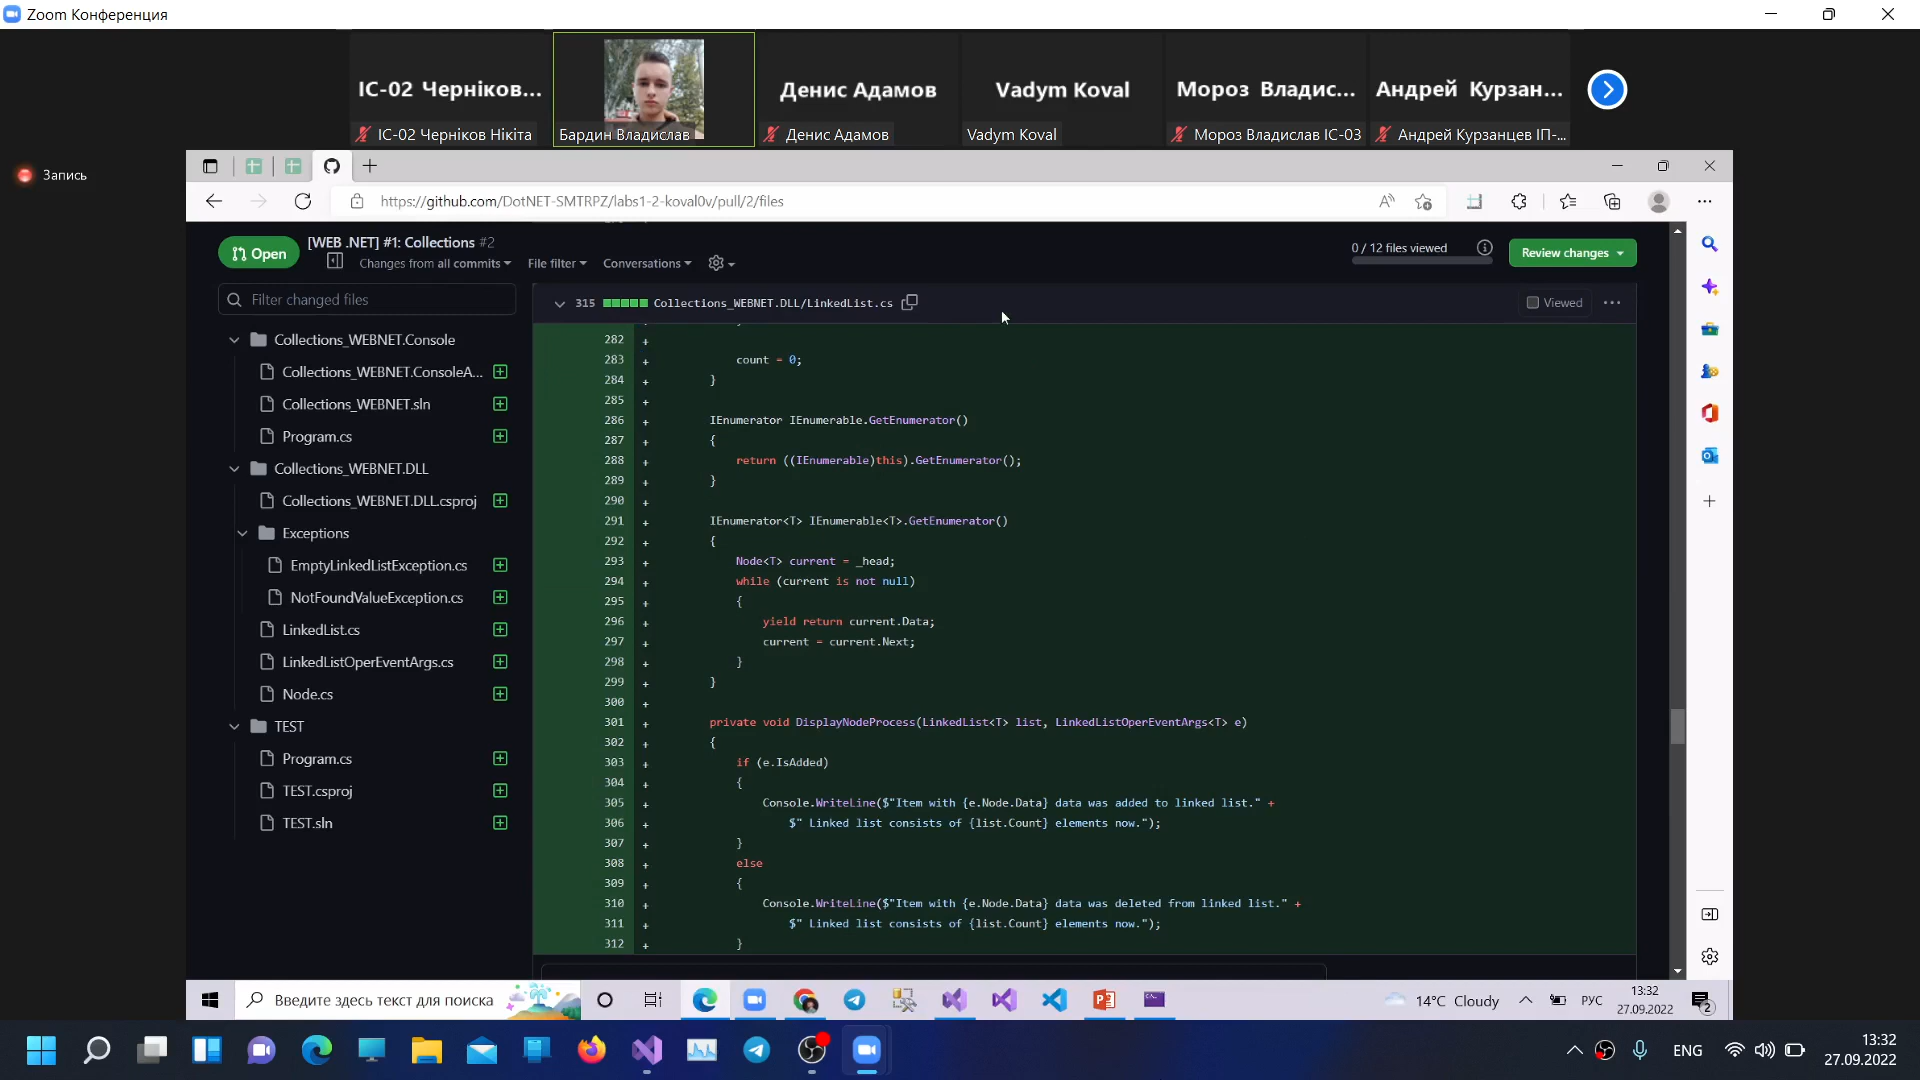 Zoom Конференция
ІС-02 Черніков...
Денис Адамов
Vadym Koval
Мороз Владис...
Андрей Курзан...
ІС-02 Черніков Нікіта
Бардин Владислав
Денис Адамов
Vadym Koval
Мороз Владислав ІС-03
Андрей Курзанцев ІП-...
Запись
https://github.com/DotNET-SMTRPZ/labs1-2-koval0v/pull/2/files
Open
[WEB .NET] #1: Collections #2
Changes from all commits
File filter
Conversations
0 / 12 files viewed
Review changes
Filter changed files
Collections_WEBNET.Console
Collections_WEBNET.ConsoleA...
Collections_WEBNET.sln
Program.cs
Collections_WEBNET.DLL
Collections_WEBNET.DLL.csproj
Exceptions
EmptyLinkedListException.cs
NotFoundValueException.cs
LinkedList.cs
LinkedListOperEventArgs.cs
Node.cs
TEST
Program.cs
TEST.csproj
TEST.sln
315 Collections_WEBNET.DLL/LinkedList.cs
Viewed
282 +
283 + count = 0;
284 + }
285 +
286 + IEnumerator IEnumerable.GetEnumerator()
287 + {
288 + return ((IEnumerable)this).GetEnumerator();
289 + }
290 +
291 + IEnumerator<T> IEnumerable<T>.GetEnumerator()
292 + {
293 + Node<T> current = _head;
294 + while (current is not null)
295 + {
296 + yield return current.Data;
297 + current = current.Next;
298 + }
299 + }
300 +
301 + private void DisplayNodeProcess(LinkedList<T> list, LinkedListOperEventArgs<T> e)
302 + {
303 + if (e.IsAdded)
304 + {
305 + Console.WriteLine($"Item with {e.Node.Data} data was added to linked list." +
306 + $" Linked list consists of {list.Count} elements now.");
307 + }
308 + else
309 + {
310 + Console.WriteLine($"Item with {e.Node.Data} data was deleted from linked list." +
311 + $" Linked list consists of {list.Count} elements now.");
312 + }
Введите здесь текст для поиска
14°C Cloudy
РУС
13:32
27.09.2022
2
ENG
13:32
27.09.2022